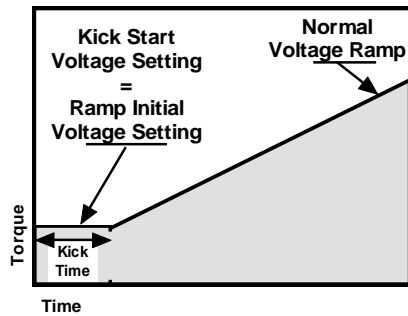 Kick Start
Voltage Setting
=
Ramp Initial
Voltage Setting
Normal
Voltage Ramp
Torque
Kick
Time
Time